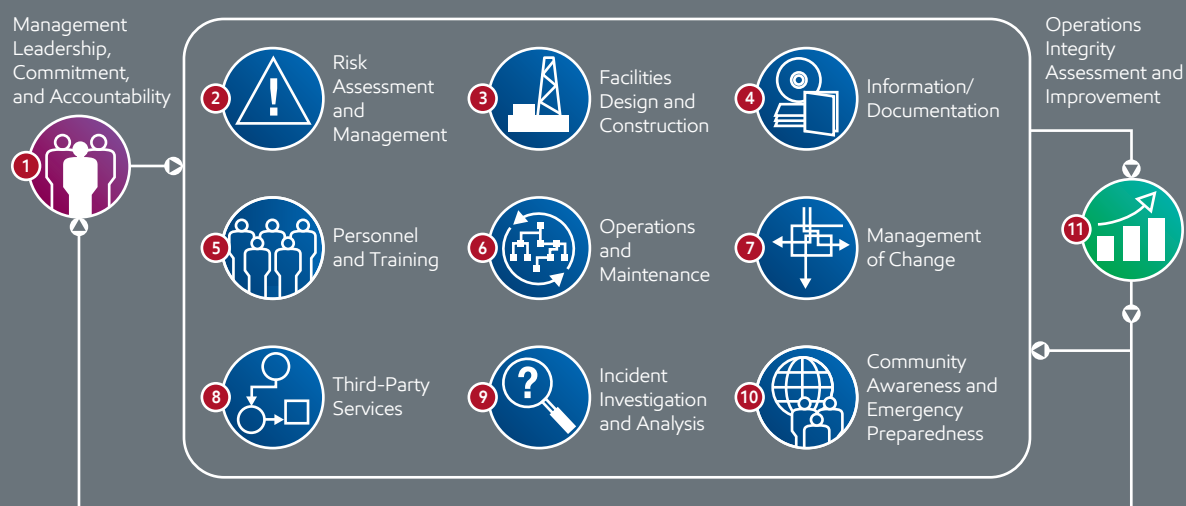 Management
Leadership,
Commitment,
and Accountability
1
2
Risk
Assessment
and
Management
3
Facilities
Design and
Construction
4
Information/
Documentation
5
Personnel
and Training
6
Operations
and
Maintenance
7
Management
of Change
8
Third-Party
Services
9
?
Incident
Investigation
and Analysis
10
Community
Awareness and
Emergency
Preparedness
Operations
Integrity
Assessment and
Improvement
11